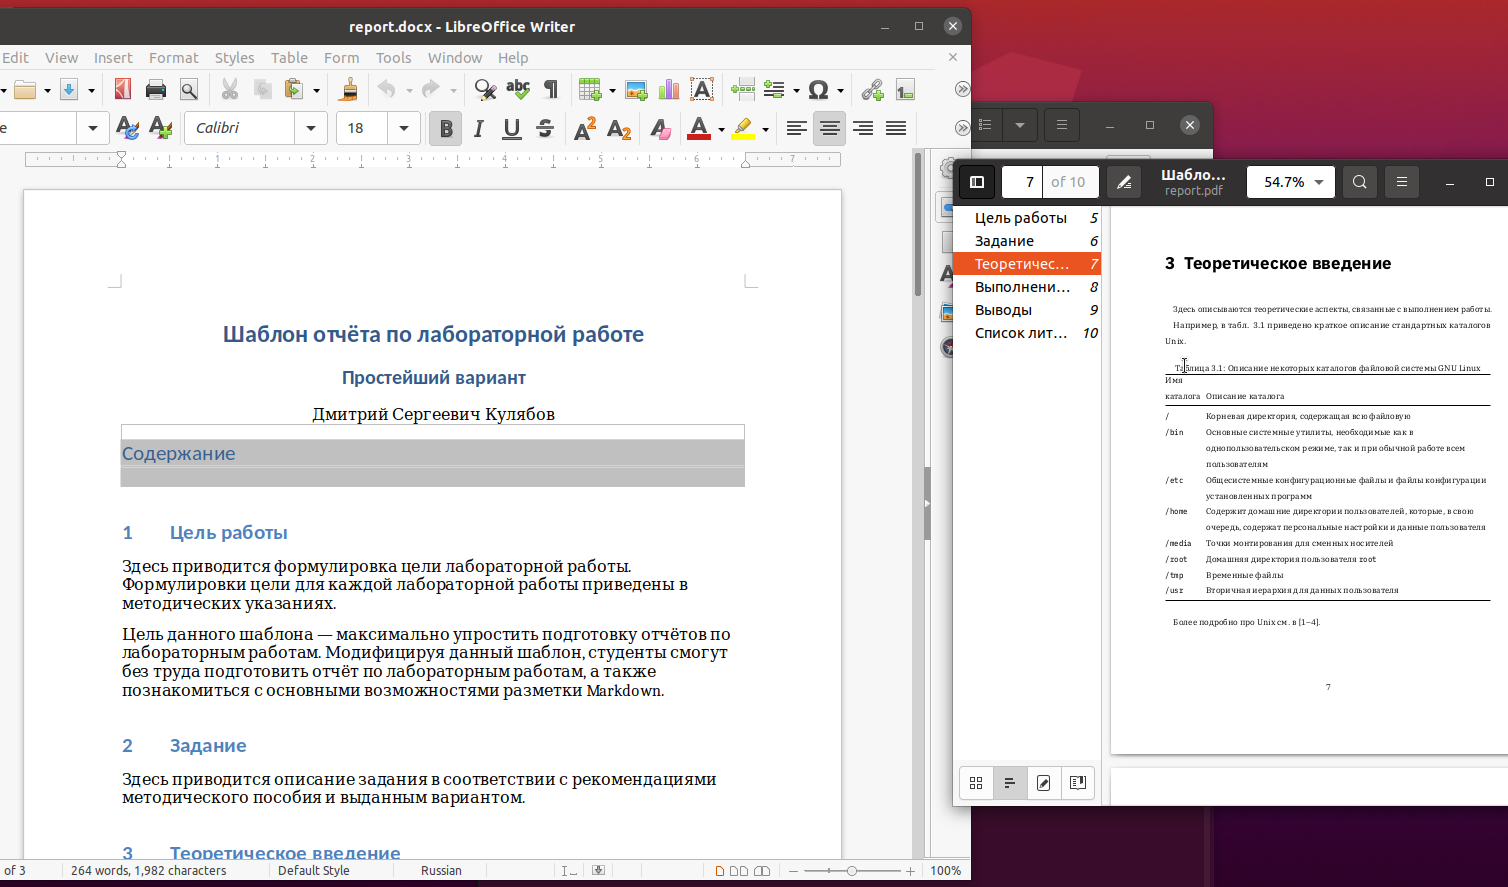 report.docx - LibreOffice Writer
Edit View Insert Format Styles Table Form Tools Window Help
Calibri 18
1 2 3 4 5 6 7
Шаблон отчёта по лабораторной работе
Простейший вариант
Дмитрий Сергеевич Кулябов
Содержание
1 Цель работы
Здесь приводится формулировка цели лабораторной работы.
Формулировки цели для каждой лабораторной работы приведены в
методических указаниях.
Цель данного шаблона — максимально упростить подготовку отчётов по
лабораторным работам. Модифицируя данный шаблон, студенты смогут
без труда подготовить отчёт по лабораторным работам, а также
познакомиться с основными возможностями разметки Markdown.
2 Задание
Здесь приводится описание задания в соответствии с рекомендациями
методического пособия и выданным вариантом.
3 Теоретическое введение
of 3 264 words, 1,982 characters Default Style Russian 100%
7 of 10 Шабло... 54.7%
report.pdf
Цель работы 5
Задание 6
Теоретичес... 7
Выполнени... 8
Выводы 9
Список лит... 10
3 Теоретическое введение
Здесь описываются теоретические аспекты, связанные с выполнением работы.
Например, в табл. 3.1 приведено краткое описание стандартных каталогов
Unix.
Таблица 3.1: Описание некоторых каталогов файловой системы GNU Linux
Имя
каталога Описание каталога
/ Корневая директория, содержащая всю файловую
/bin Основные системные утилиты, необходимые как в
однопользовательском режиме, так и при обычной работе всем
пользователям
/etc Общесистемные конфигурационные файлы и файлы конфигурации
установленных программ
/home Содержит домашние директории пользователей, которые, в свою
очередь, содержат персональные настройки и данные пользователя
/media Точки монтирования для сменных носителей
/root Домашняя директория пользователя root
/tmp Временные файлы
/usr Вторичная иерархия для данных пользователя
Более подробно про Unix см. в [1–4].
7